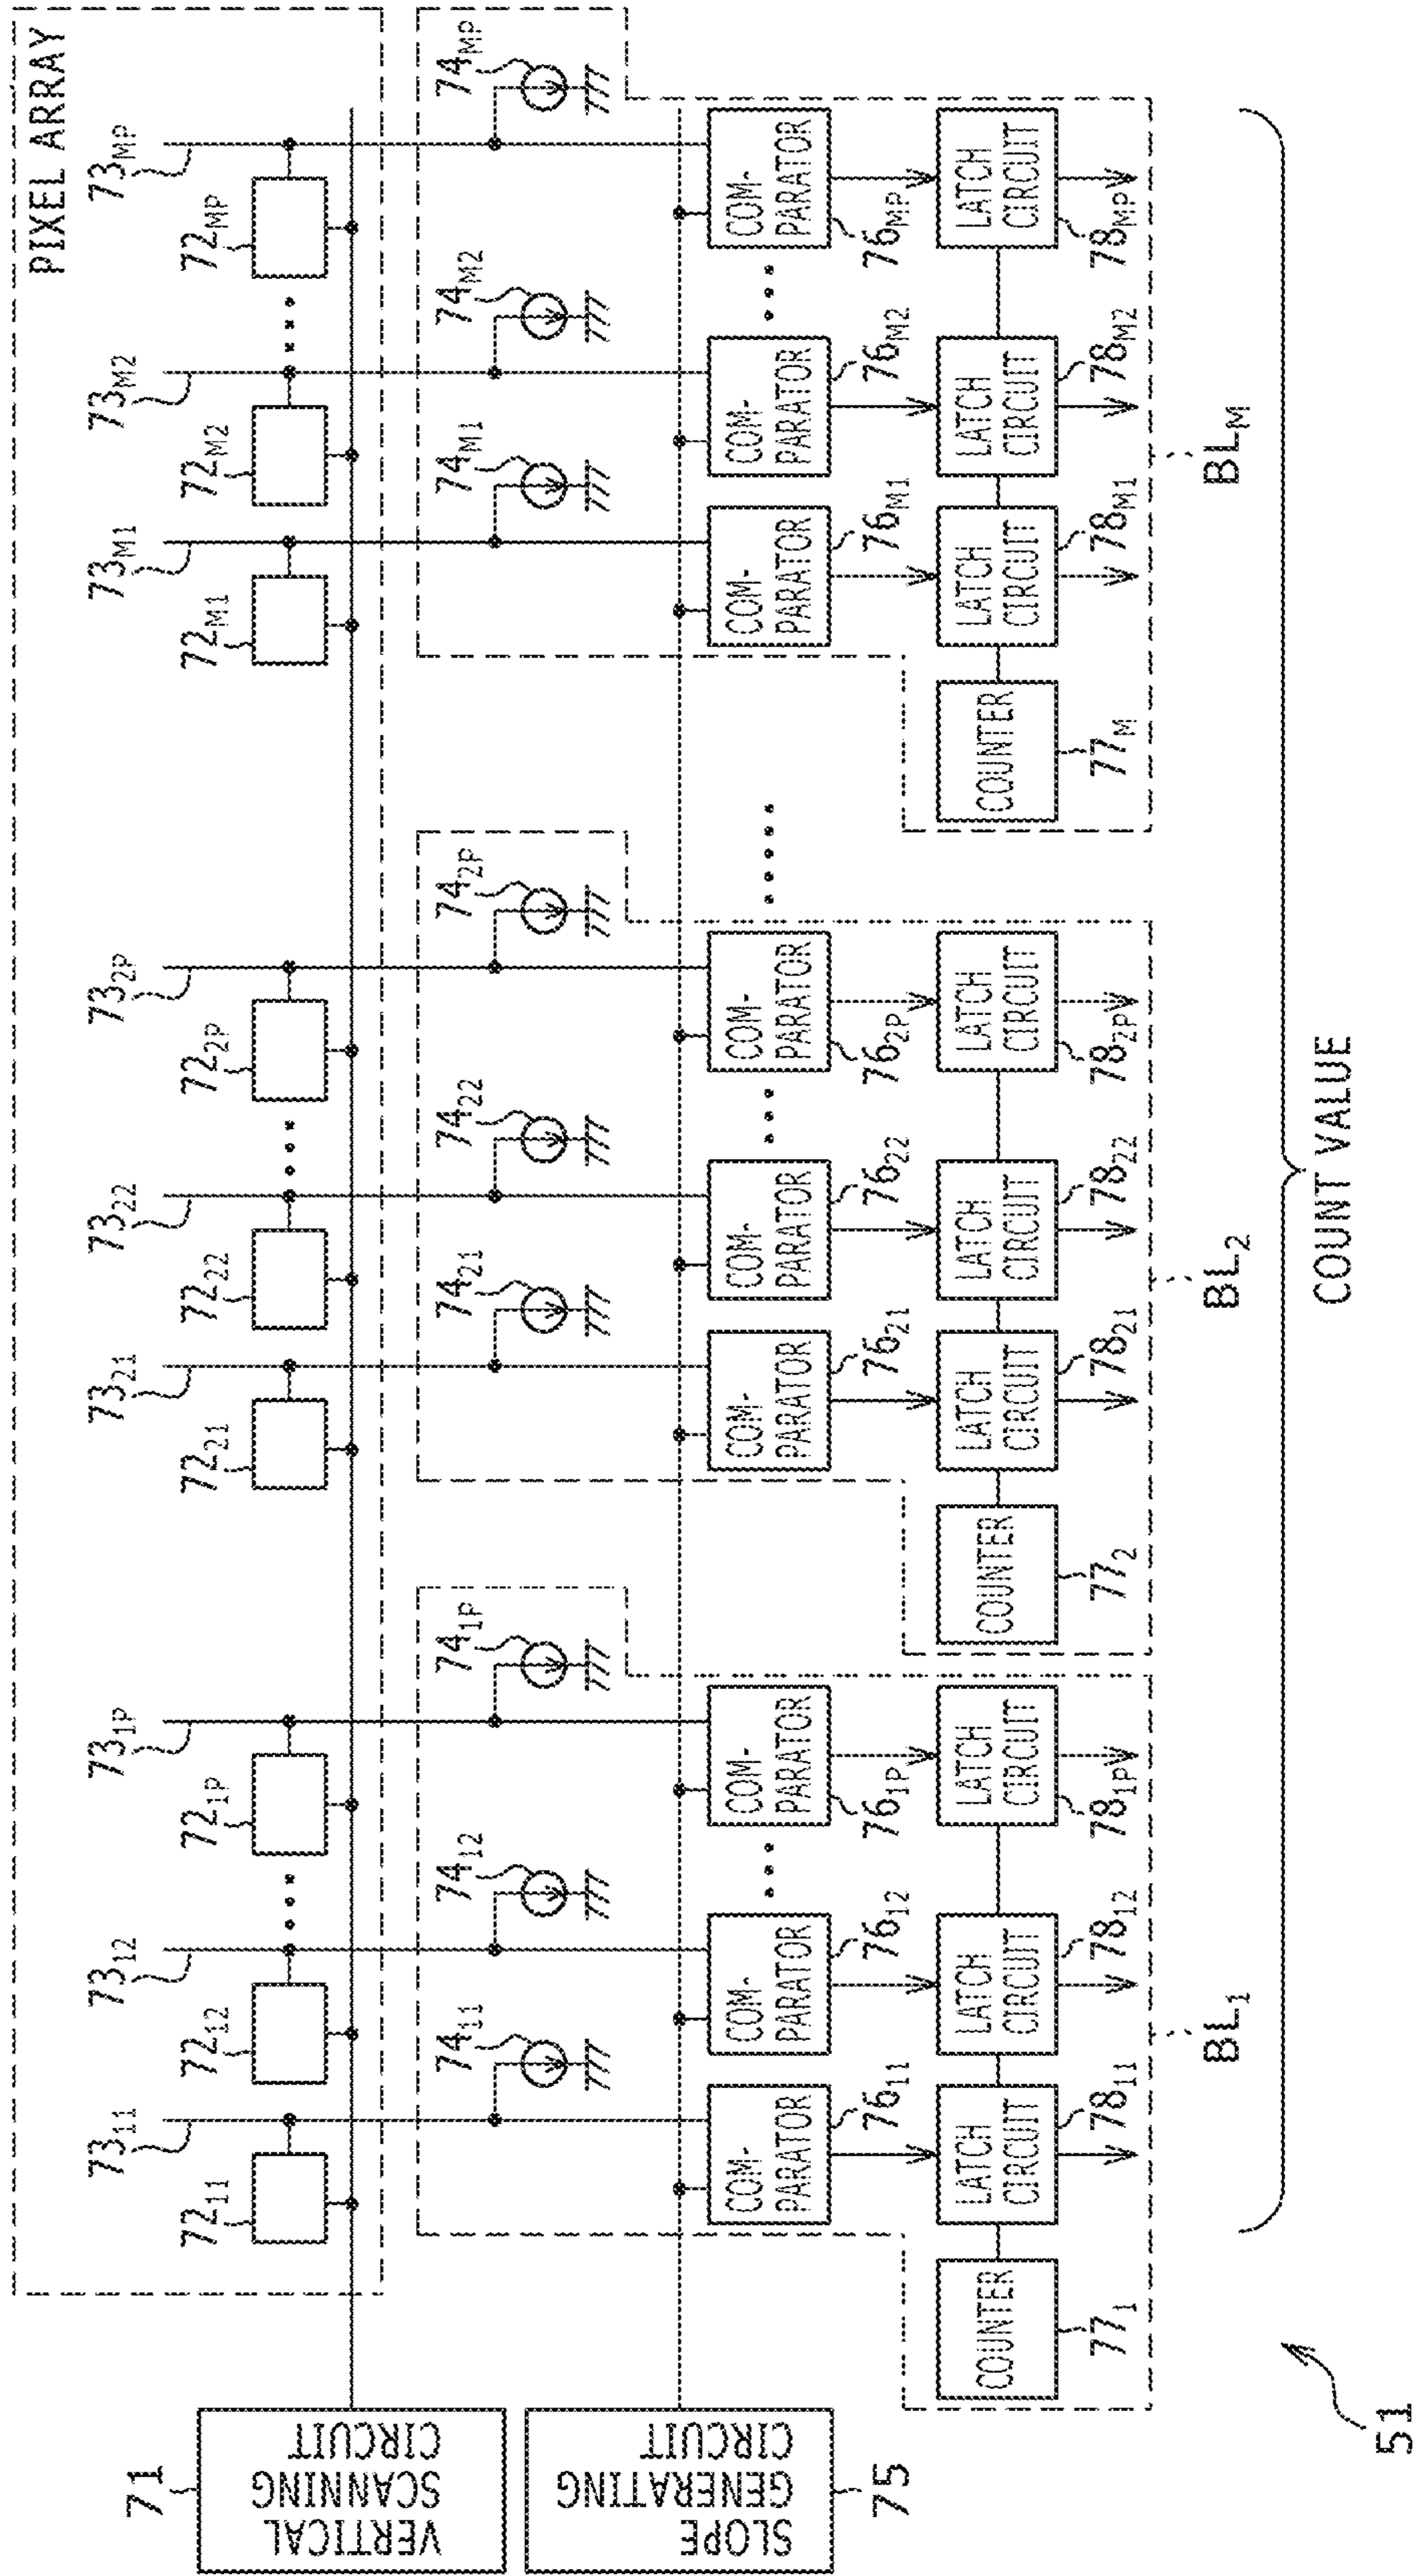 PIXEL ARRAY
73₁₁ 73₁₂ 73₁P 73₂₁ 73₂₂ 73₂P 73M1 73M2 73MP
72₁₁ 72₁₂ 72₁P 72₂₁ 72₂₂ 72₂P 72M1 72M2 72MP
71
VERTICAL
SCANNING
CIRCUIT
74₁₁ 74₁₂ 74₁P 74₂₁ 74₂₂ 74₂P 74M1 74M2 74MP
SLOPE
GENERATING
CIRCUIT
75
COM-
PARATOR
COM-
PARATOR
COM-
PARATOR
COM-
PARATOR
COM-
PARATOR
COM-
PARATOR
COM-
PARATOR
COM-
PARATOR
COM-
PARATOR
76₁₁ 76₁₂ 76₁P 76₂₁ 76₂₂ 76₂P 76M1 76M2 76MP
COUNTER
LATCH
CIRCUIT
LATCH
CIRCUIT
LATCH
CIRCUIT
COUNTER
LATCH
CIRCUIT
LATCH
CIRCUIT
LATCH
CIRCUIT
COUNTER
LATCH
CIRCUIT
LATCH
CIRCUIT
LATCH
CIRCUIT
77₁ 78₁₁ 78₁₂ 78₁P 77₂ 78₂₁ 78₂₂ 78₂P 77M 78M1 78M2 78MP
BL₁ BL₂ BLM
COUNT VALUE
51